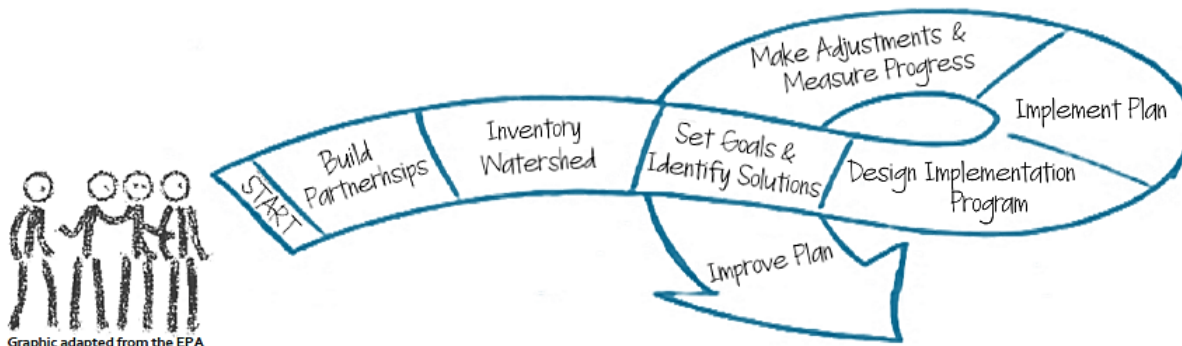 START
Build
Partnerhsips
Inventory
Watershed
Set Goals &
Identify Solutions
Design Implementation
Program
Implement Plan
Make Adjustments &
Measure Progress
Improve Plan
Graphic adapted from the EPA